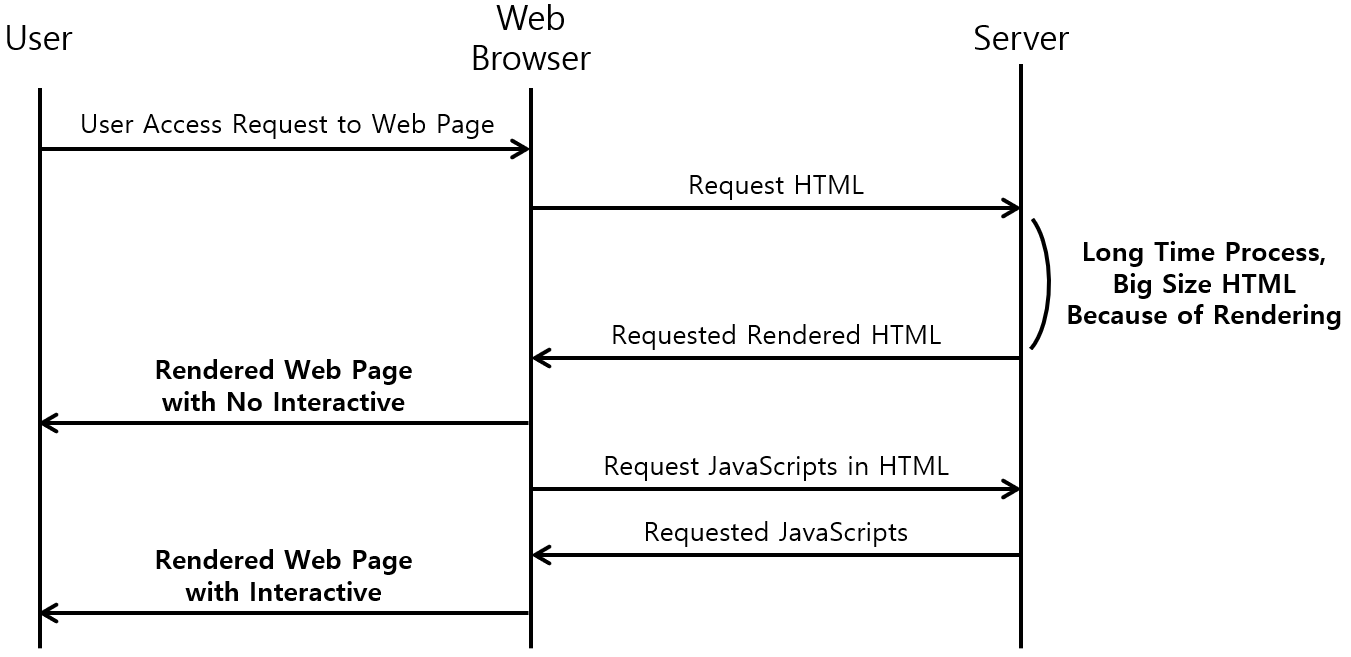 User
Web
Browser
Server
User Access Request to Web Page
Request HTML
Long Time Process,
Big Size HTML
Because of Rendering
Requested Rendered HTML
Rendered Web Page
with No Interactive
Request JavaScripts in HTML
Requested JavaScripts
Rendered Web Page
with Interactive